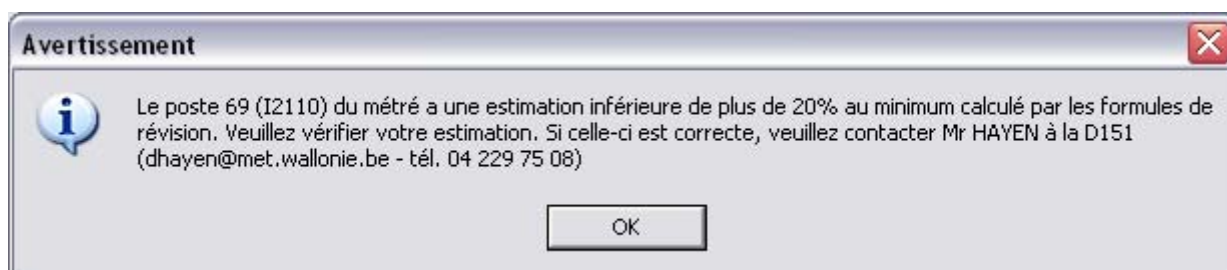 Avertissement
Le poste 69 (I2110) du métré a une estimation inférieure de plus de 20% au minimum calculé par les formules de
révision. Veuillez vérifier votre estimation. Si celle-ci est correcte, veuillez contacter Mr HAYEN à la D151
(dhayen@met.wallonie.be - tél. 04 229 75 08)
OK